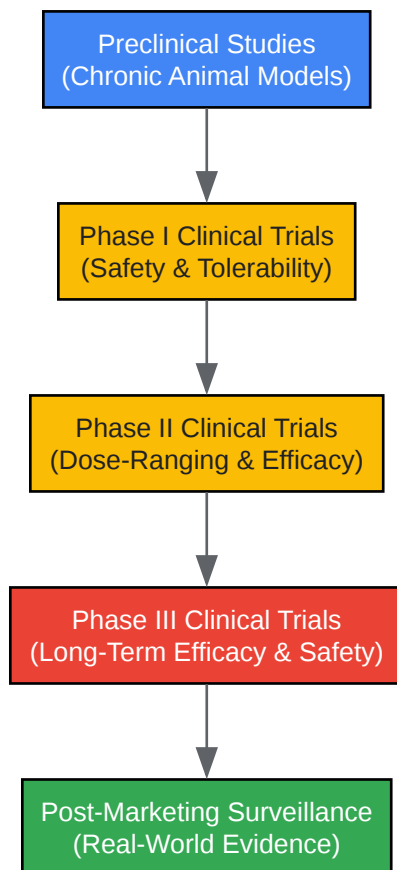 Preclinical Studies
(Chronic Animal Models)
Phase I Clinical Trials
(Safety & Tolerability)
Phase II Clinical Trials
(Dose-Ranging & Efficacy)
Phase III Clinical Trials
(Long-Term Efficacy & Safety)
Post-Marketing Surveillance
(Real-World Evidence)